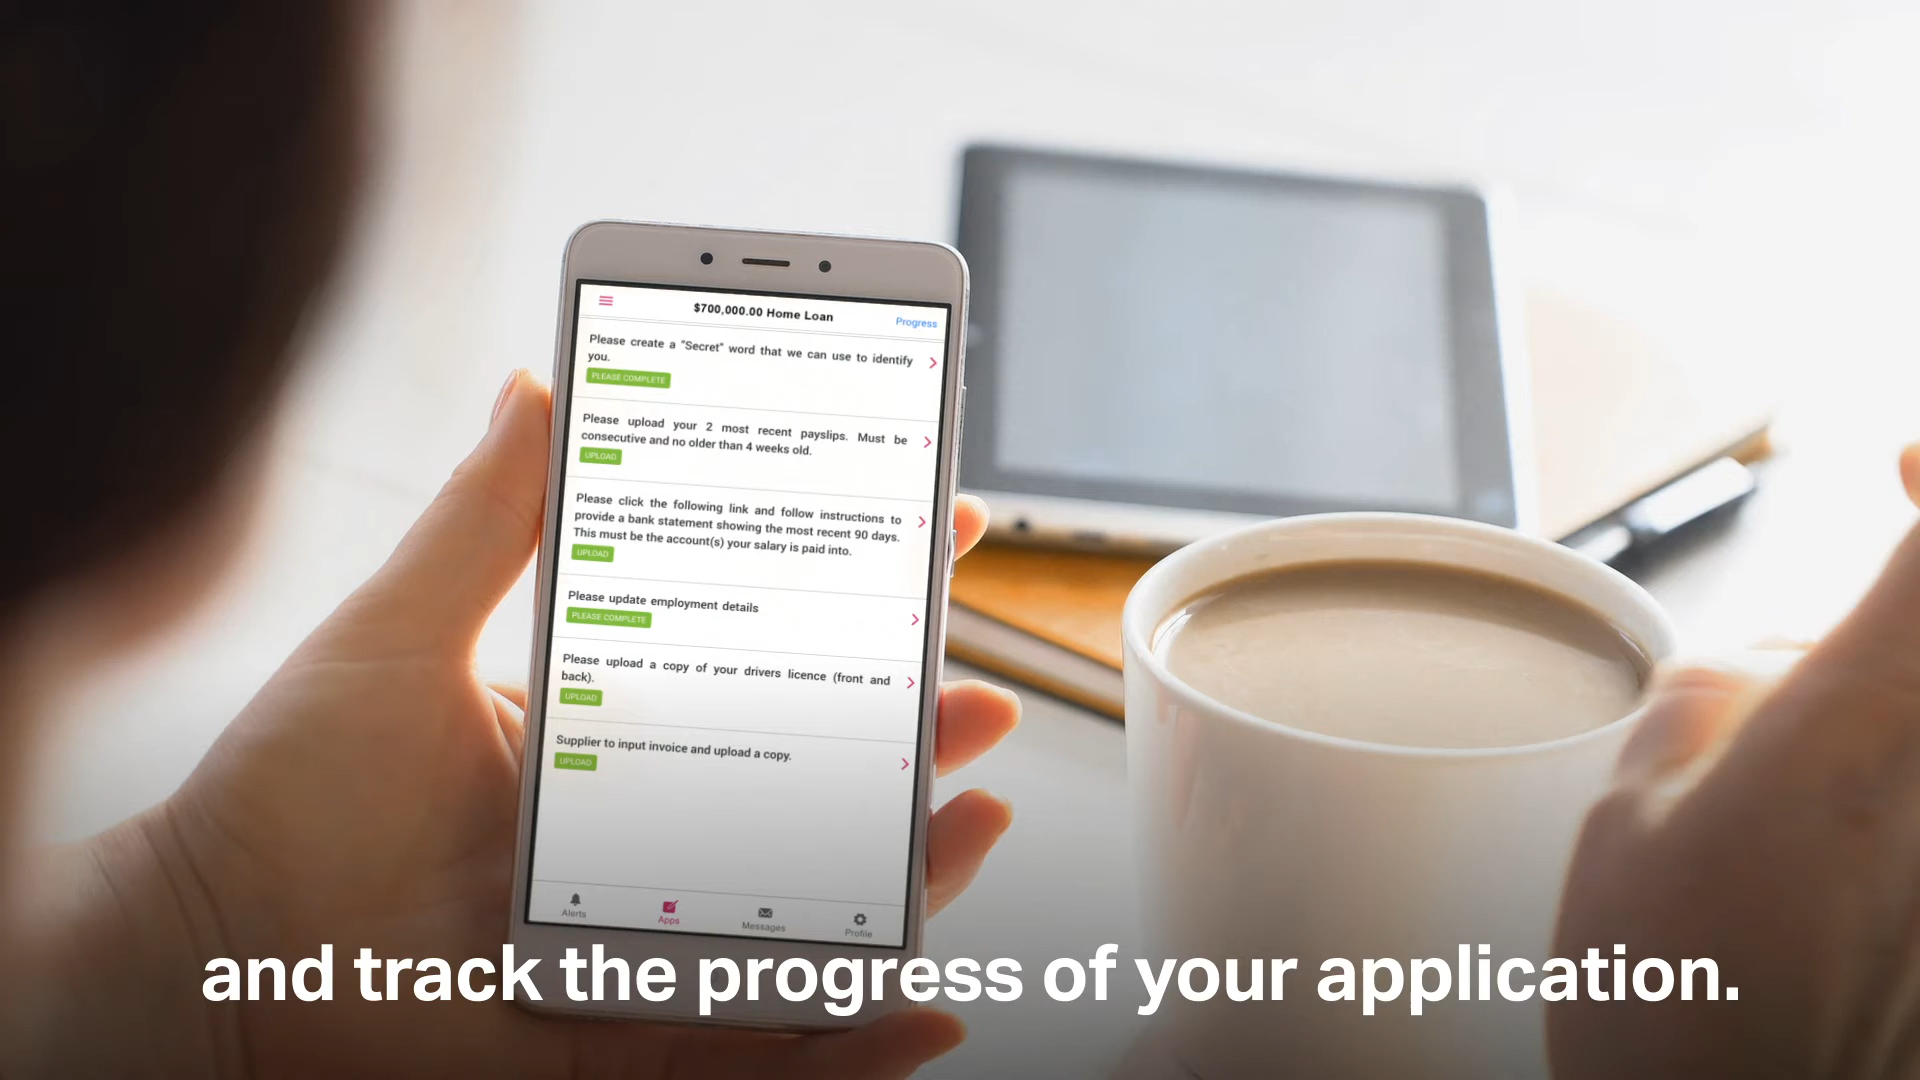 $700,000.00 Home Loan
Progress
Please create a "Secret" word that we can use to identify
you.
PLEASE COMPLETE
Please upload your 2 most recent payslips. Must be
consecutive and no older than 4 weeks old.
UPLOAD
Please click the following link and follow instructions to
provide a bank statement showing the most recent 90 days.
This must be the account(s) your salary is paid into.
UPLOAD
Please update employment details
PLEASE COMPLETE
Please upload a copy of your drivers licence (front and
back).
UPLOAD
Supplier to input invoice and upload a copy.
UPLOAD
Alerts
Apps
Messages
Profile
and track the progress of your application.